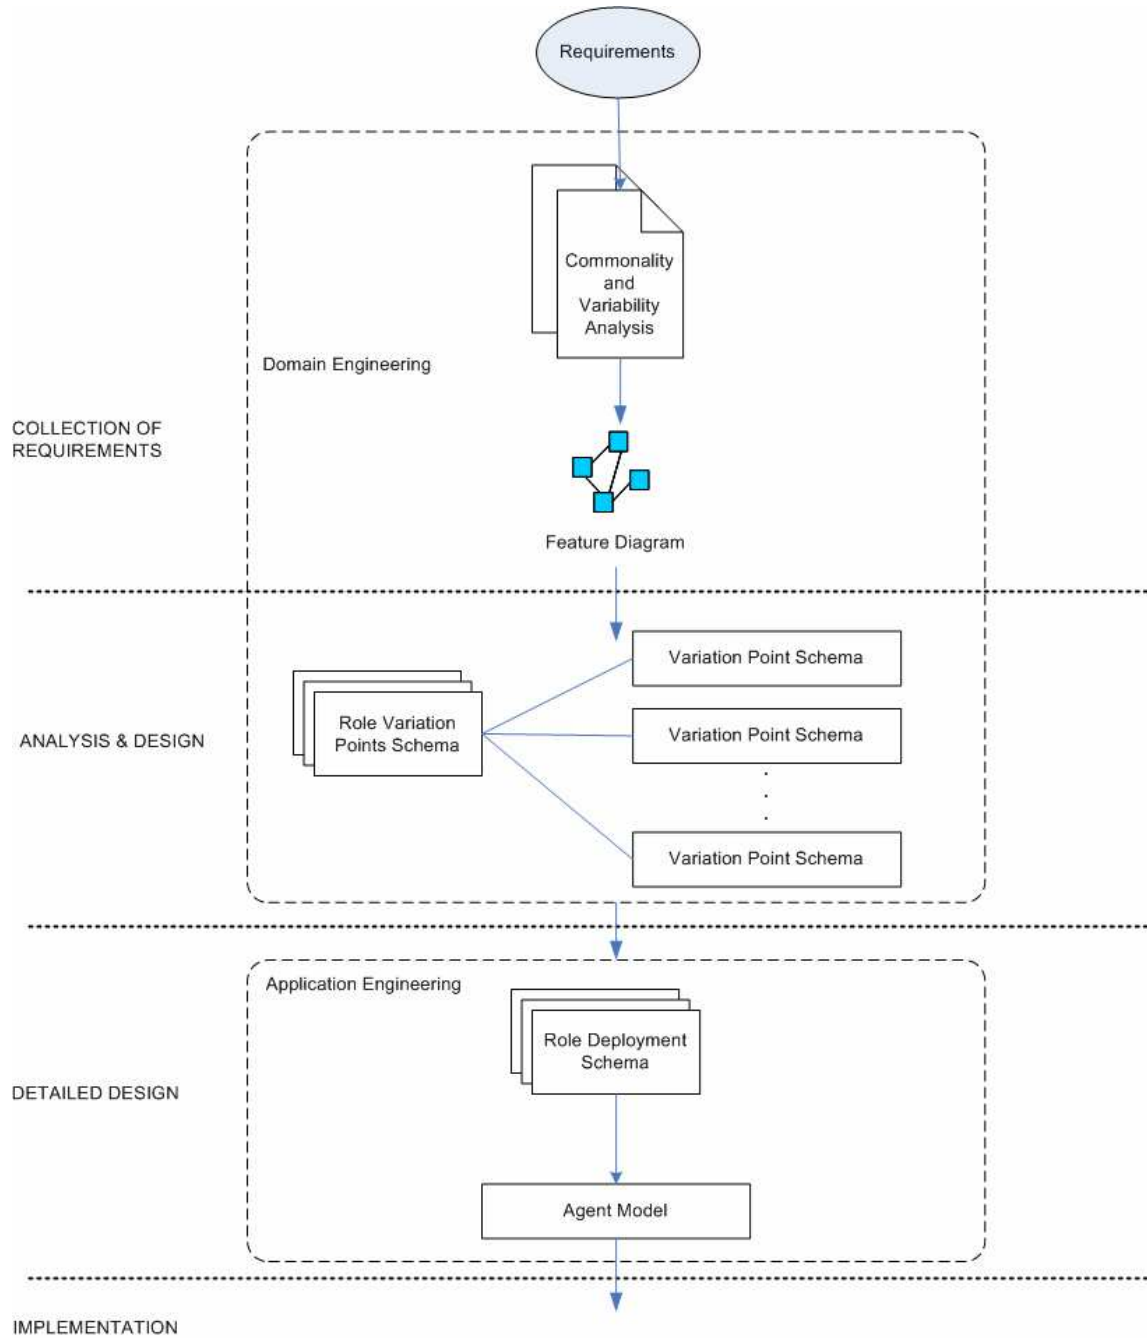 Requirements
Commonality
and
Variability
Analysis
Domain Engineering
COLLECTION OF
REQUIREMENTS
Feature Diagram
Variation Point Schema
Role Variation
Points Schema
ANALYSIS & DESIGN
Variation Point Schema
Variation Point Schema
Application Engineering
Role Deployment
Schema
DETAILED DESIGN
Agent Model
IMPLEMENTATION